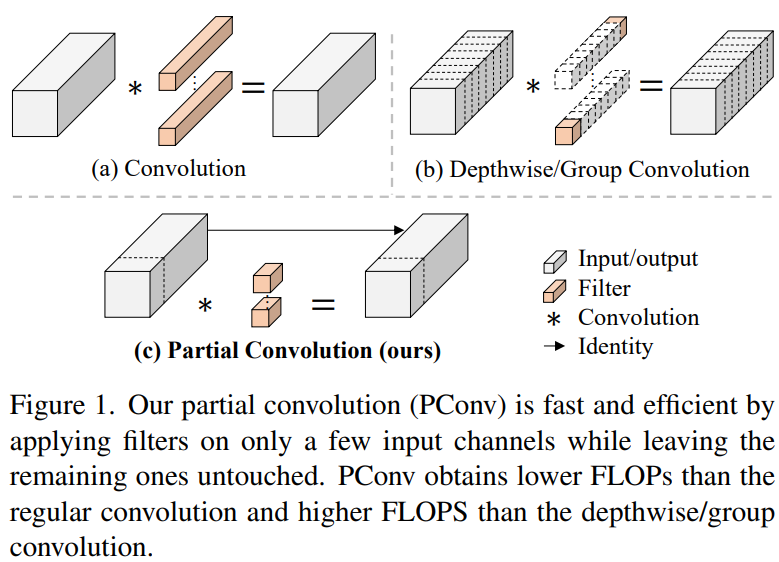 (a) Convolution
(b) Depthwise/Group Convolution
(c) Partial Convolution (ours)
Input/output
Filter
Convolution
Identity
Figure 1. Our partial convolution (PConv) is fast and efficient by
applying filters on only a few input channels while leaving the
remaining ones untouched. PConv obtains lower FLOPs than the
regular convolution and higher FLOPS than the depthwise/group
convolution.